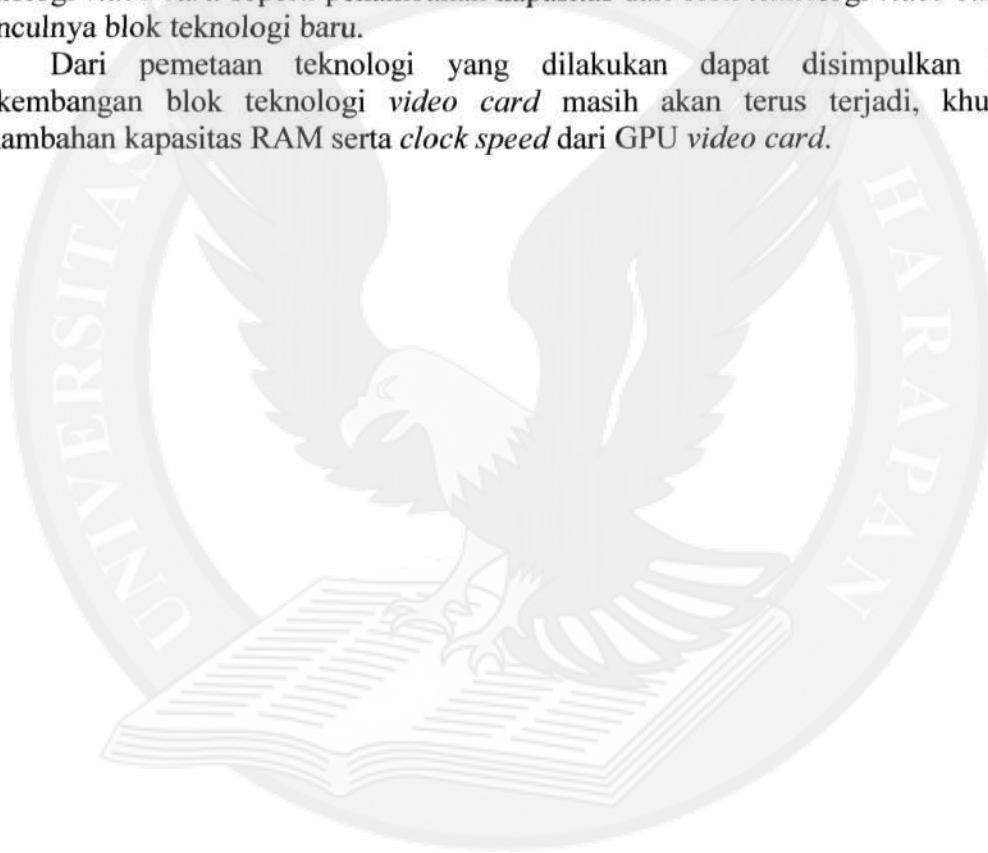 nculnya blok teknologi baru.
Dari pemetaan teknologi yang dilakukan dapat disimpulkan
kembangan blok teknologi video card masih akan terus terjadi, khu
ambahan kapasitas RAM serta clock speed dari GPU video card.
UNIVERSITAS HARAPAN